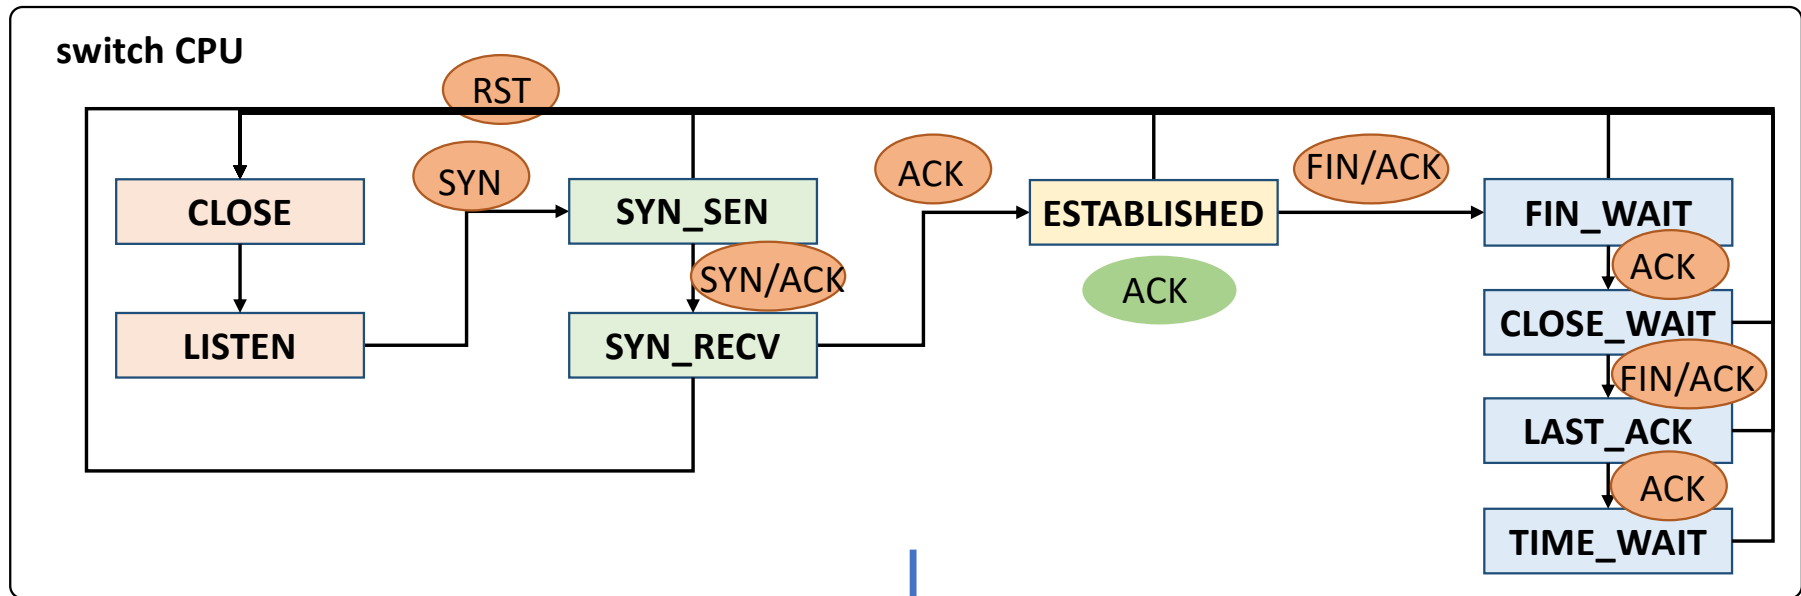 switch CPU
RST
SYN
ACK
FIN/ACK
CLOSE
SYN_SEN
ESTABLISHED
FIN_WAIT
SYN/ACK
ACK
ACK
LISTEN
SYN_RECV
CLOSE_WAIT
FIN/ACK
LAST_ACK
ACK
TIME_WAIT